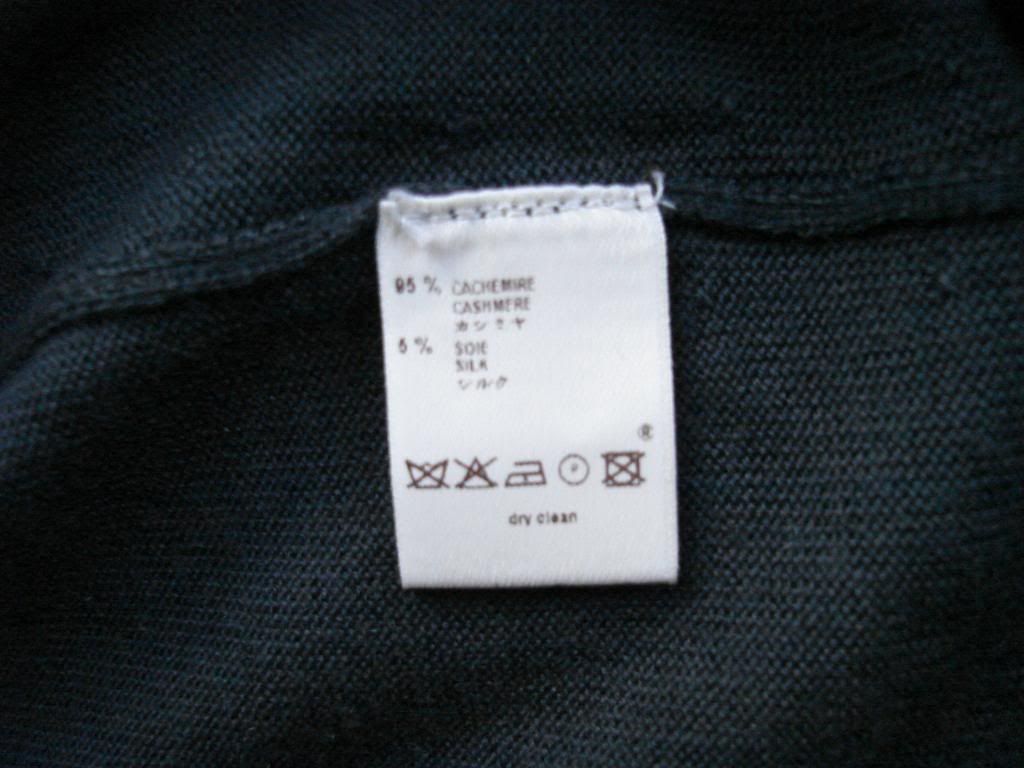 95 % CACHEMIRE
CASHMERE
カシミヤ
5 % SOIE
SILK
シルク
®
dry clean